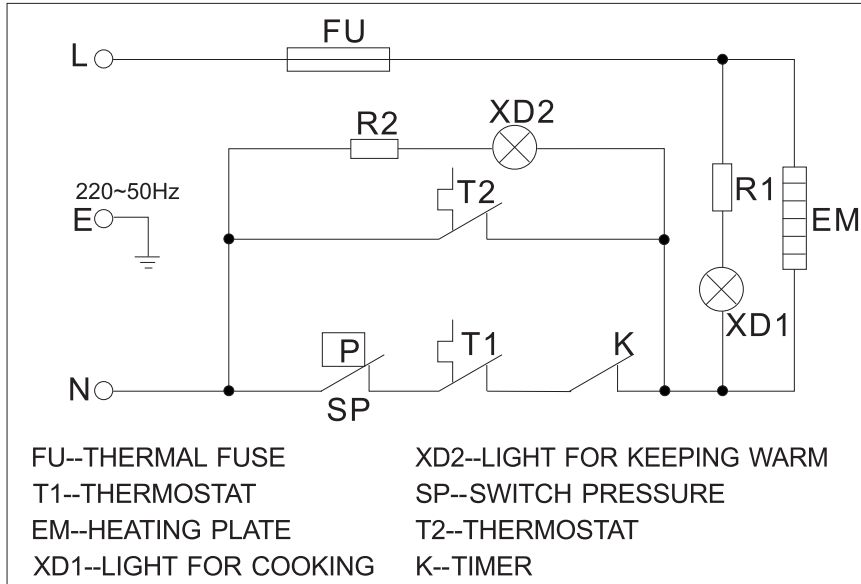 FU
L
XD2
R2
220~50Hz
T2
R1
E
EM
XD1
P
T1
K
N
SP
FU--THERMAL FUSE
XD2--LIGHT FOR KEEPING WARM
T1--THERMOSTAT
SP--SWITCH PRESSURE
EM--HEATING PLATE
T2--THERMOSTAT
XD1--LIGHT FOR COOKING
K--TIMER